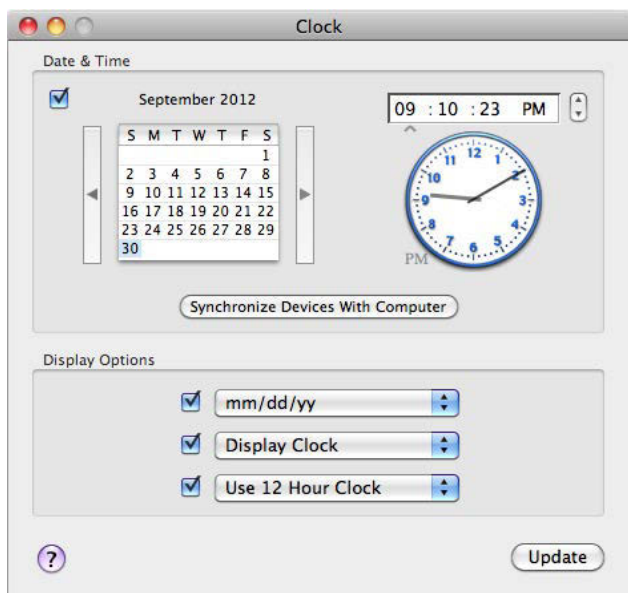 Clock
Date & Time
September 2012
09 : 10 : 23 PM
S M T W T F S
1
2 3 4 5 6 7 8
9 10 11 12 13 14 15
16 17 18 19 20 21 22
23 24 25 26 27 28 29
30
12
11 1
10 2
9 3
8 4
7 5
6
PM
Synchronize Devices With Computer
Display Options
mm/dd/yy
Display Clock
Use 12 Hour Clock
?
Update